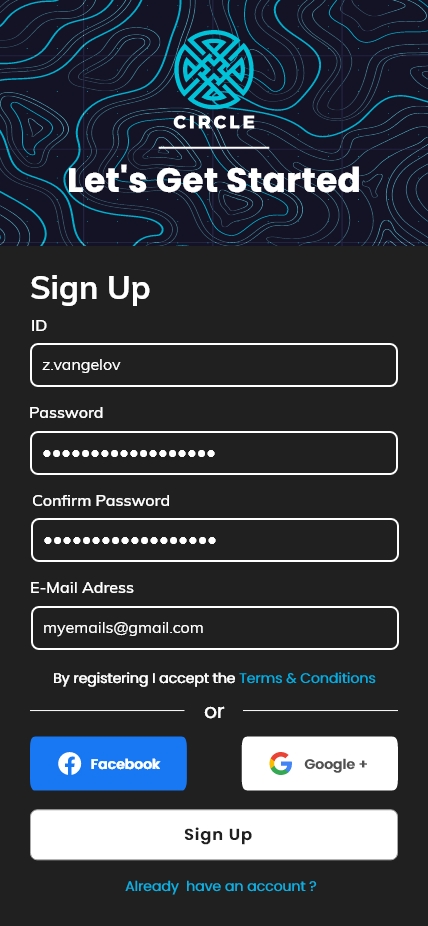 CIRCLE
Let's Get Started
Sign Up
ID
z.vangelov
Password
••••••••••••••••••
Confirm Password
••••••••••••••••••
E-Mail Adress
myemails@gmail.com
By registering I accept the Terms & Conditions
or
Facebook
Google +
Sign Up
Already have an account ?